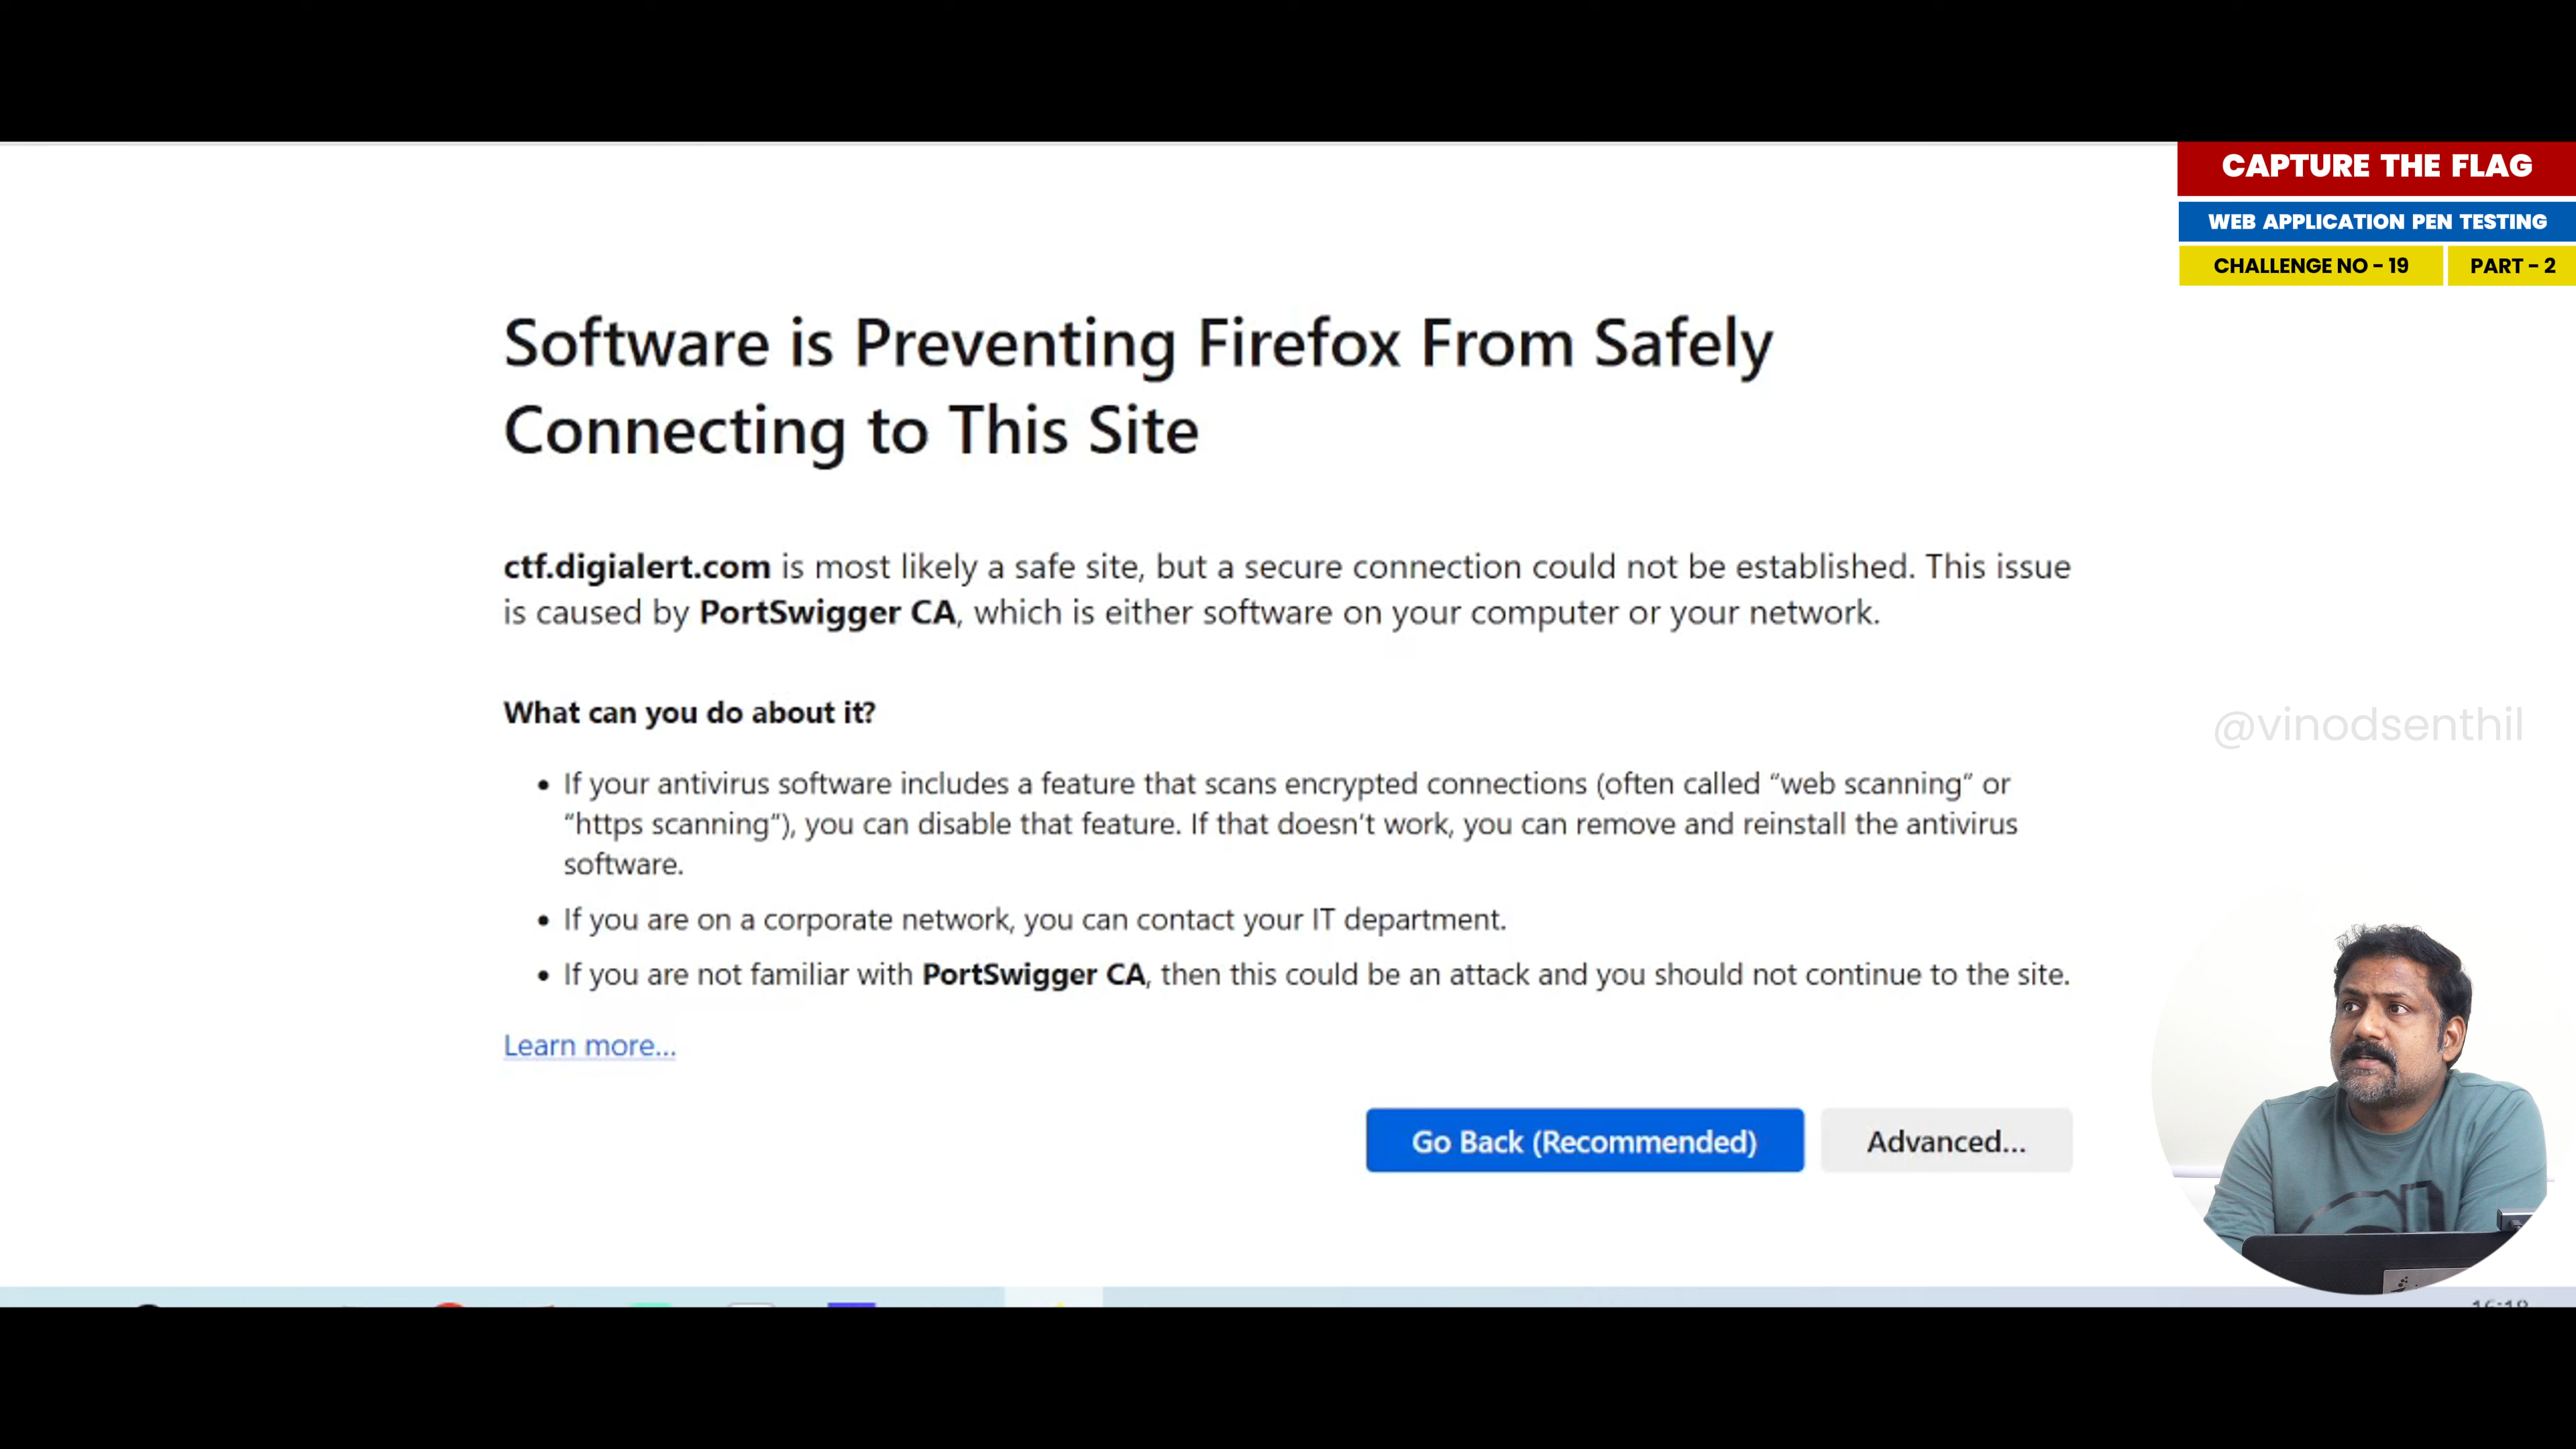 CAPTURE THE FLAG
WEB APPLICATION PEN TESTING
CHALLENGE NO - 19
PART - 2
Software is Preventing Firefox From Safely
Connecting to This Site
ctf.digialert.com is most likely a safe site, but a secure connection could not be established. This issue
is caused by PortSwigger CA, which is either software on your computer or your network.
What can you do about it?
@vinodsenthil
• If your antivirus software includes a feature that scans encrypted connections (often called “web scanning” or
“https scanning”), you can disable that feature. If that doesn’t work, you can remove and reinstall the antivirus
software.
• If you are on a corporate network, you can contact your IT department.
• If you are not familiar with PortSwigger CA, then this could be an attack and you should not continue to the site.
Learn more...
Go Back (Recommended)
Advanced...